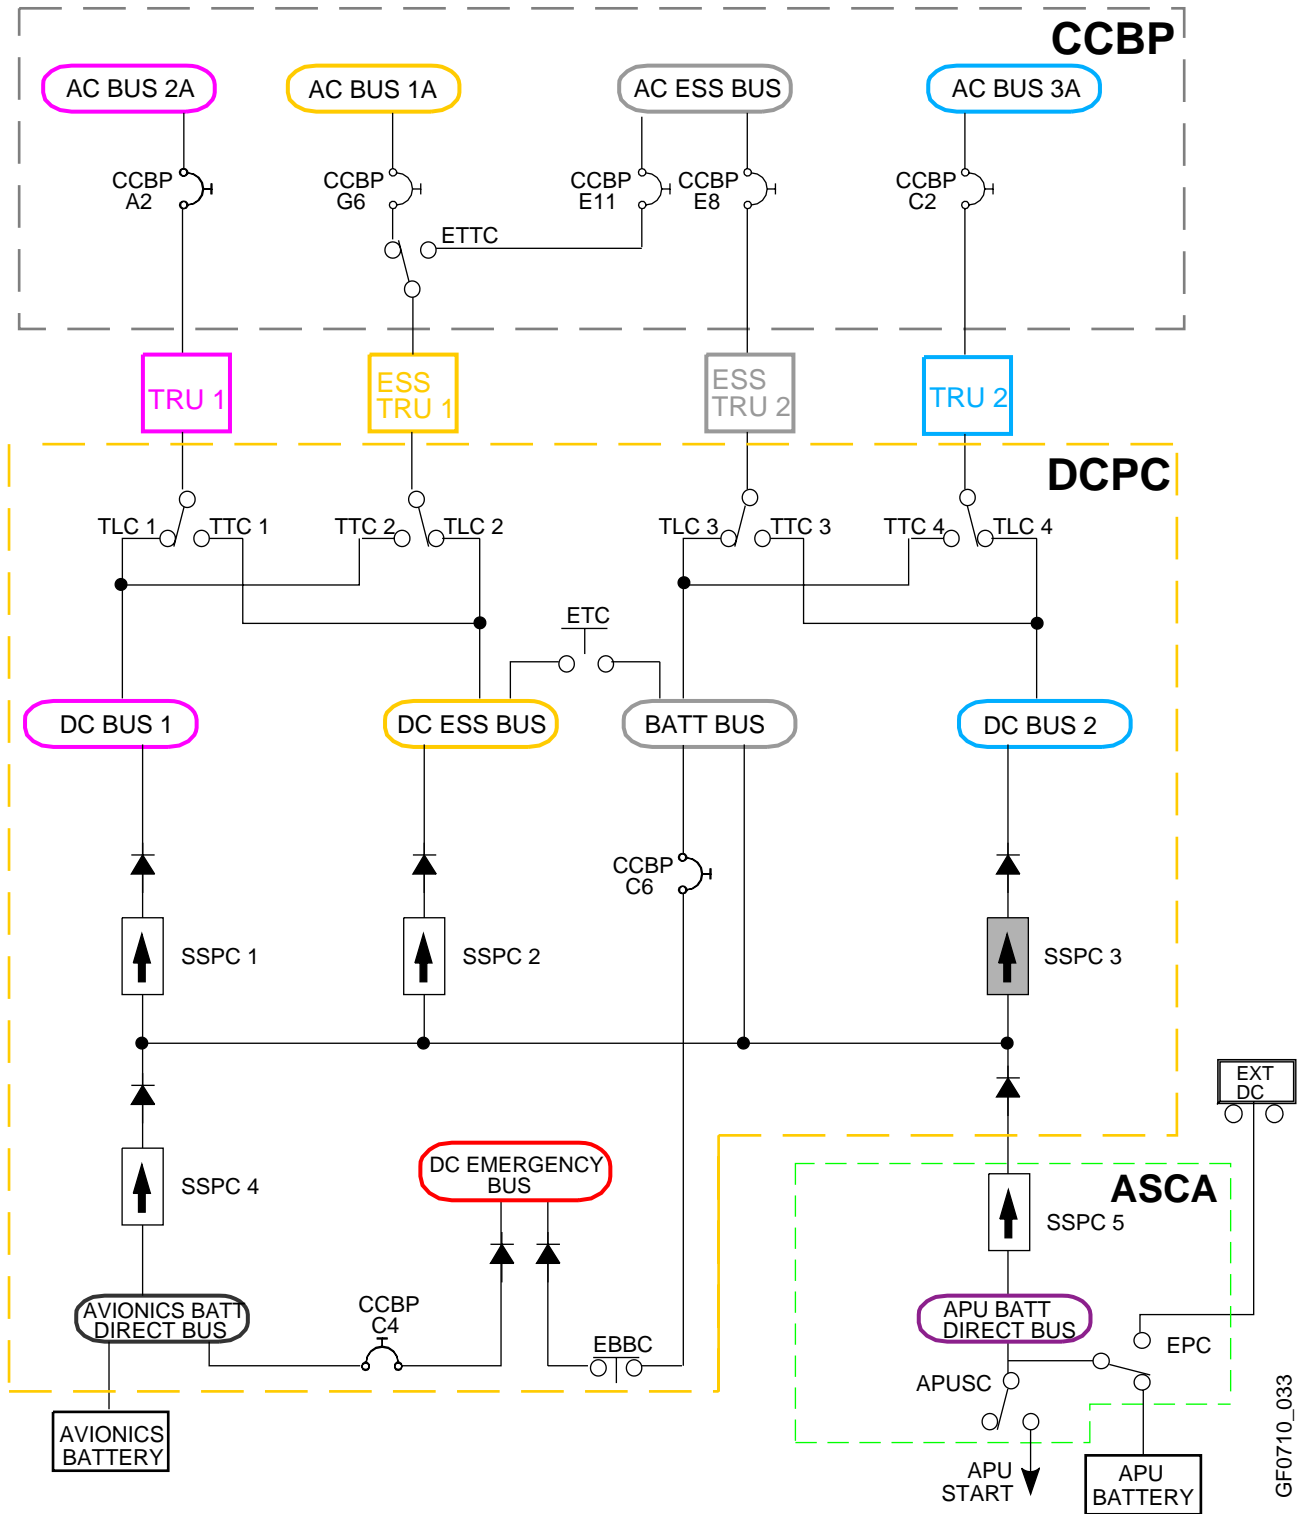 CCBP
AC BUS 2A
AC BUS 1A
AC ESS BUS
AC BUS 3A
CCBP
A2
CCBP
G6
CCBP
E11
CCBP
E8
CCBP
C2
ETTC
TRU 1
ESS
TRU 1
ESS
TRU 2
TRU 2
DCPC
TLC 1
TTC 1
TTC 2
TLC 2
TLC 3
TTC 3
TTC 4
TLC 4
ETC
DC BUS 1
DC ESS BUS
BATT BUS
DC BUS 2
CCBP
C6
SSPC 1
SSPC 2
SSPC 3
EXT
DC
DC EMERGENCY
BUS
SSPC 4
ASCA
SSPC 5
AVIONICS BATT
DIRECT BUS
CCBP
C4
EBBC
APU BATT
DIRECT BUS
EPC
APUSC
AVIONICS
BATTERY
APU
START
APU
BATTERY
GF0710_033